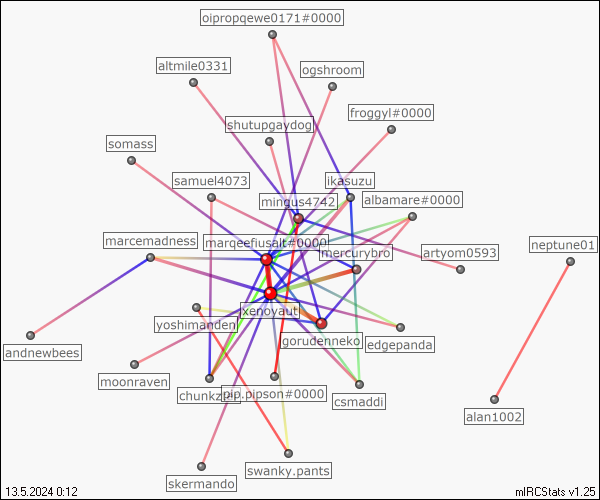 oipropqewe0171#0000
altmile0331
ogshroom
froggyl#0000
shutupgaydog
somass
samuel4073
ikasuzu
mingus4742
albamare#0000
marcemadness
marqeefiusalt#0000
mercurybro
artyom0593
neptune01
xenoyaut
yoshimanden
gorudenneko
edgepanda
andnewbees
moonraven
pip.pipson#0000
csmaddi
alan1002
swanky.pants
skermando
13.5.2024 0:12
mIRCStats v1.25